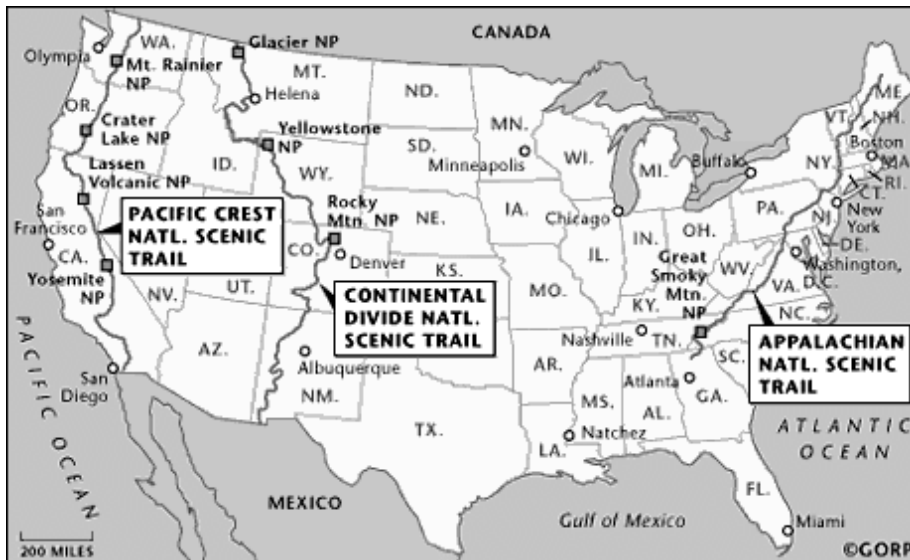 CANADA
WA.
Glacier NP
Olympia
Mt. Rainier
NP
MT.
ND.
ME.
Helena
OR.
MN.
VT.
NH.
Crater
Lake NP
Yellowstone
NP
Boston
MA.
ID.
SD.
Minneapolis
WI.
MI.
Buffalo
NY.
RI.
Lassen
Volcanic NP
WY.
CT.
San
Francisco
PACIFIC CREST
NATL. SCENIC
TRAIL
Rocky
Mtn. NP
NE.
IA.
Chicago
PA.
NJ.
New
York
IL.
IN.
OH.
DE.
CA.
Yosemite
NP
NV.
UT.
CO.
Denver
KS.
MO.
Great
Smoky
Mtn.
NP
WV.
Washington,
D.C.
VA.
KY.
CONTINENTAL
DIVIDE NATL.
SCENIC TRAIL
NC.
Nashville
TN.
APPALACHIAN
NATL. SCENIC
TRAIL
AZ.
Albuquerque
NM.
AR.
SC.
San
Diego
Atlanta
MS.
AL.
GA.
TX.
Natchez
LA.
ATLANTIC
OCEAN
PACIFIC OCEAN
FL.
MEXICO
Gulf of Mexico
Miami
200 MILES
©GORP